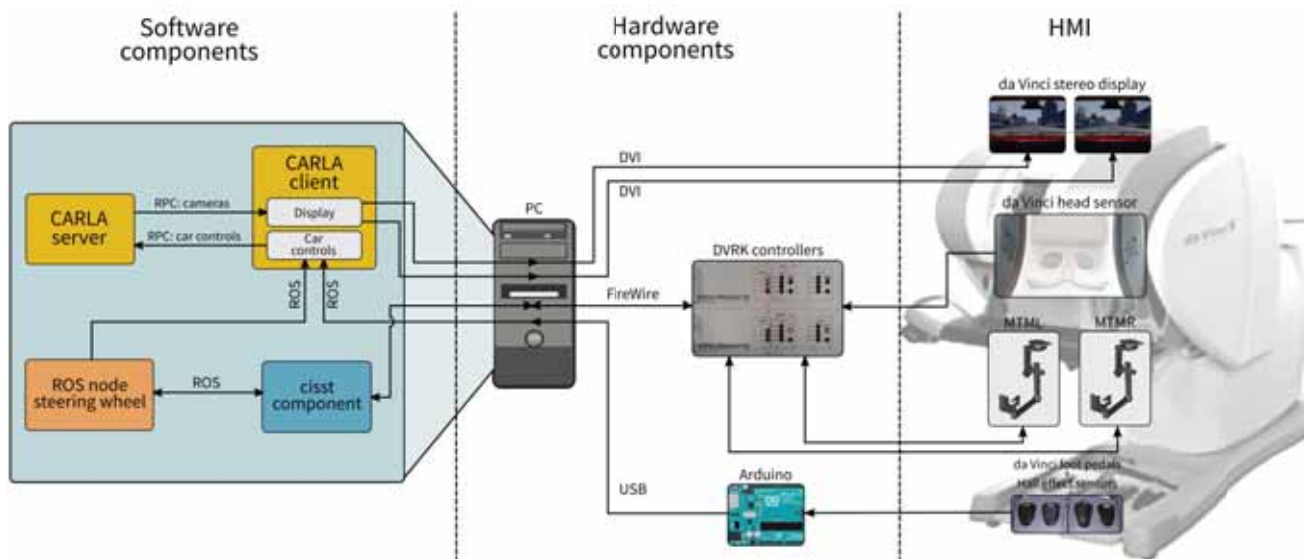 Software
components
Hardware
components
HMI
da Vinci stereo display
CARLA
client
DVI
DVI
RPC: cameras
Display
PC
da Vinci head sensor
CARLA
server
RPC: car controls
Car
controls
DVRK controllers
da Vinci
ROS
ROS
FireWire
MTML
MTMR
ROS node
steering wheel
ROS
cisst
component
da Vinci foot pedals
+
Hall effect sensors
Arduino
USB